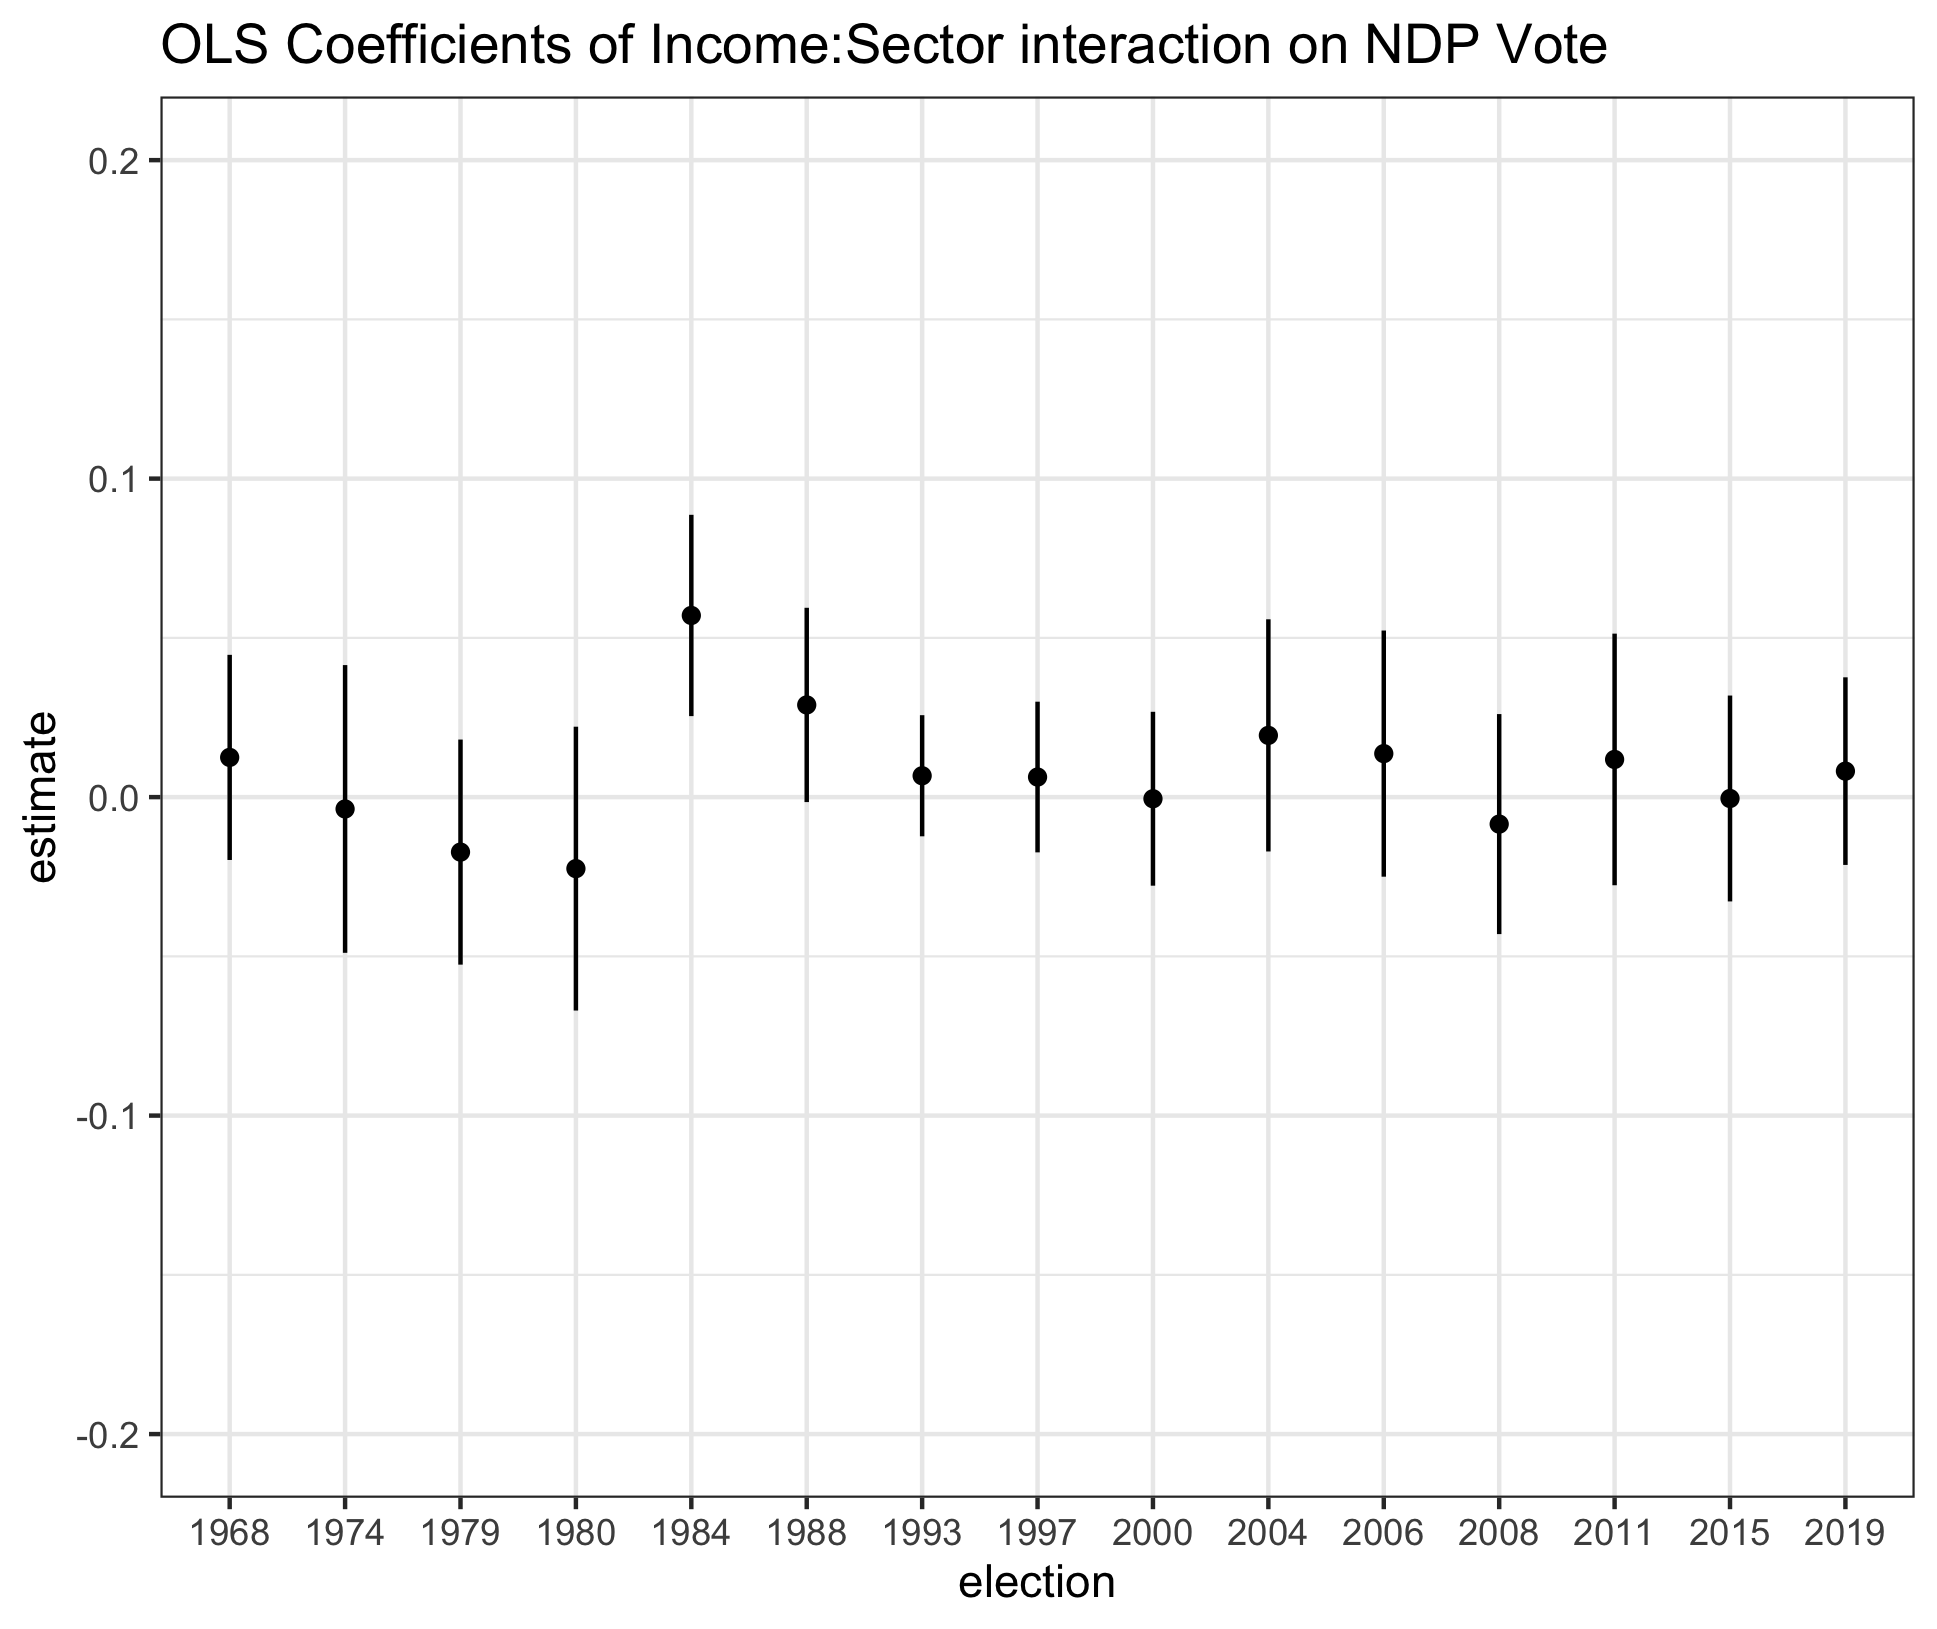 OLS Coefficients of Income:Sector interaction on NDP Vote
0.2
0.1
0.0
-0.1
-0.2
estimate
1968 1974 1979 1980 1984 1988 1993 1997 2000 2004 2006 2008 2011 2015 2019
election